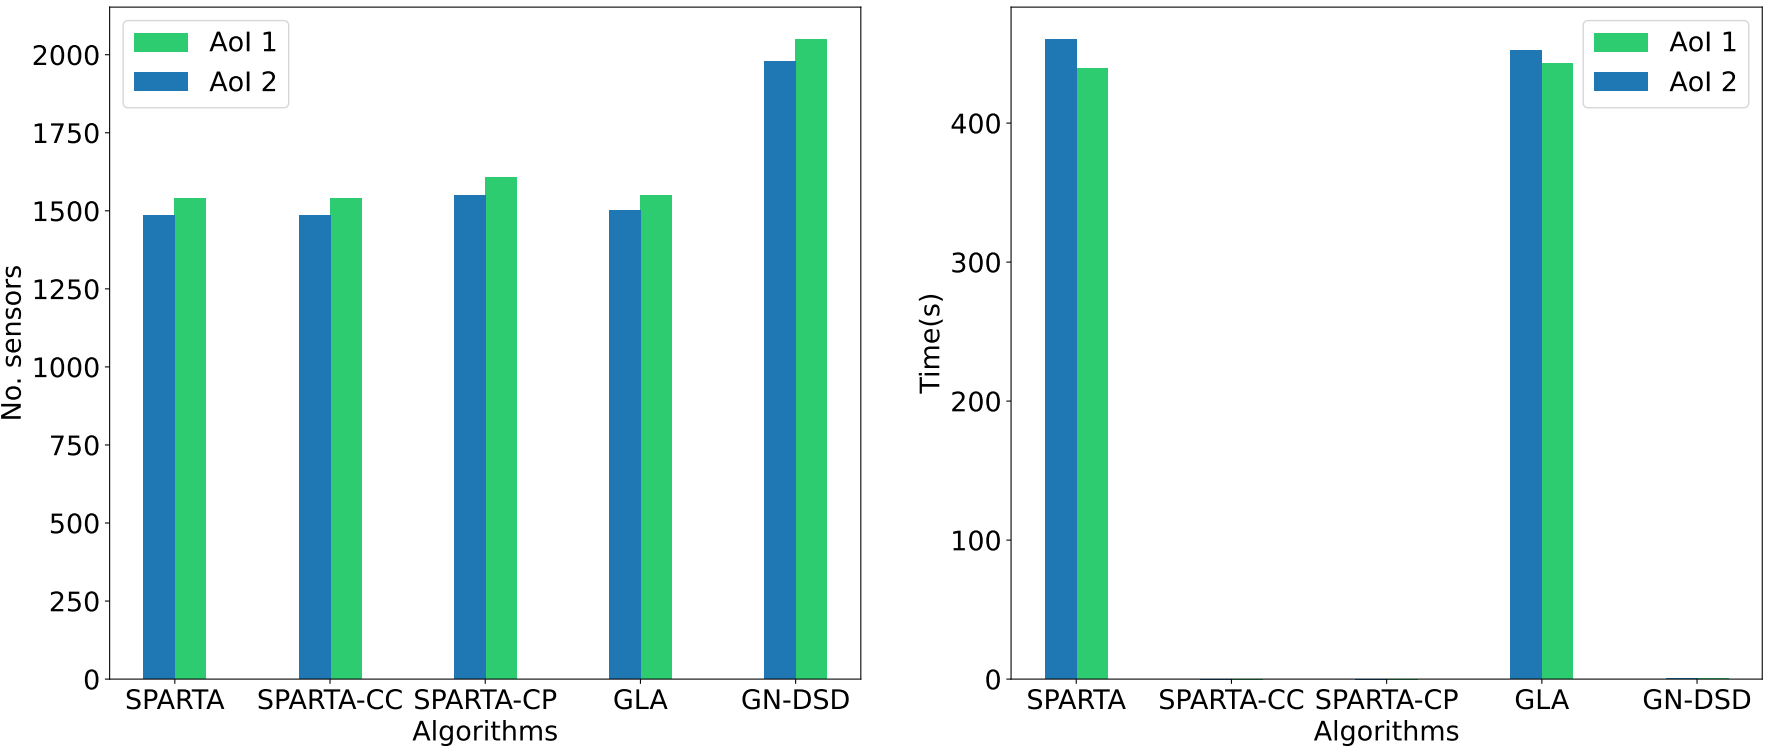 AoI 1
AoI 2
2000
1750
1500
1250
1000
750
500
250
0
No. sensors
SPARTA SPARTA-CC SPARTA-CP GLA GN-DSD
Algorithms
AoI 1
AoI 2
400
300
200
100
0
Time(s)
SPARTA SPARTA-CC SPARTA-CP GLA GN-DSD
Algorithms